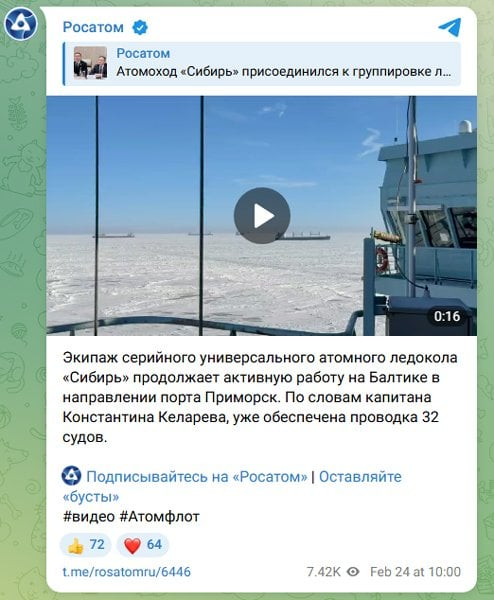 Росатом
Росатом
Атомоход «Сибирь» присоединился к группировке л...
0:16
Экипаж серийного универсального атомного ледокола
«Сибирь» продолжает активную работу на Балтике в
направлении порта Приморск. По словам капитана
Константина Келарева, уже обеспечена проводка 32
судов.
Подписывайтесь на «Росатом» | Оставляйте
«бусты»
#видео #Атомфлот
72 64
t.me/rosatomru/6446 7.42K Feb 24 at 10:00